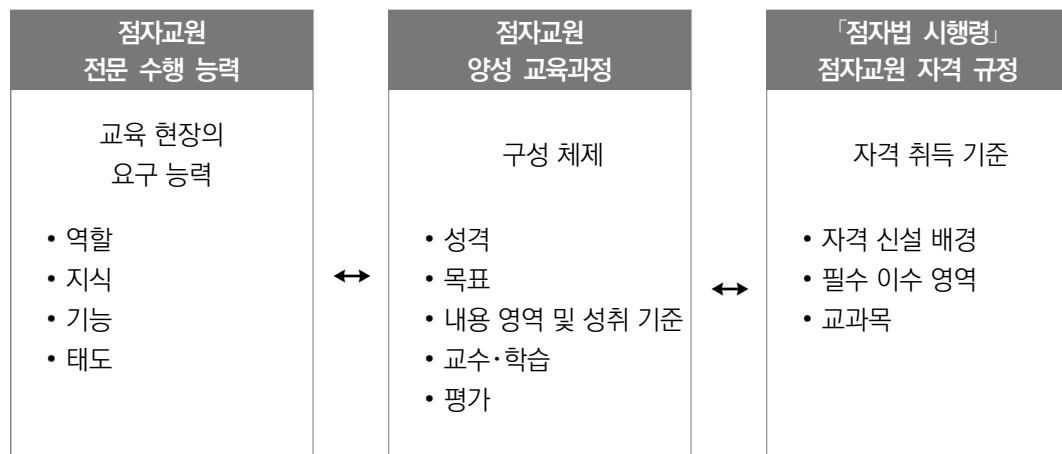 점자교원
전문 수행 능력
교육 현장의
요구 능력
• 역할
• 지식
• 기능
• 태도
↔
점자교원
양성 교육과정
구성 체제
• 성격
• 목표
• 내용 영역 및 성취 기준
• 교수·학습
• 평가
↔
「점자법 시행령」
점자교원 자격 규정
자격 취득 기준
• 자격 신설 배경
• 필수 이수 영역
• 교과목